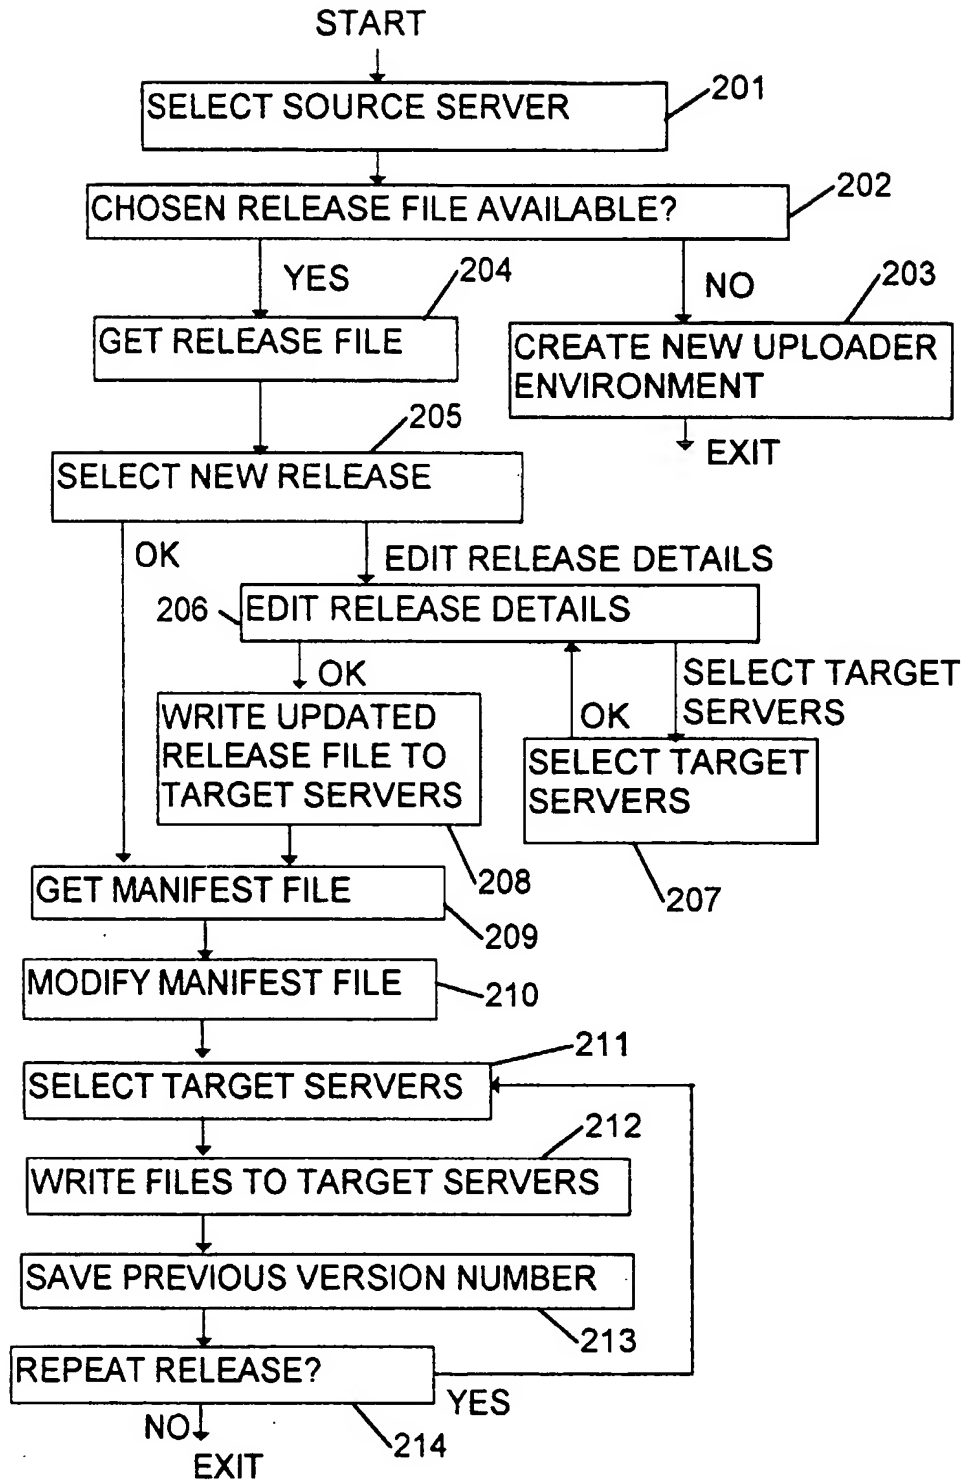 START
SELECT SOURCE SERVER
201
CHOSEN RELEASE FILE AVAILABLE?
202
YES
204
NO
203
GET RELEASE FILE
CREATE NEW UPLOADER
ENVIRONMENT
205
EXIT
SELECT NEW RELEASE
OK
EDIT RELEASE DETAILS
206
EDIT RELEASE DETAILS
OK
OK
SELECT TARGET
SERVERS
WRITE UPDATED
RELEASE FILE TO
TARGET SERVERS
SELECT TARGET
SERVERS
208
207
GET MANIFEST FILE
209
MODIFY MANIFEST FILE
210
211
SELECT TARGET SERVERS
212
WRITE FILES TO TARGET SERVERS
SAVE PREVIOUS VERSION NUMBER
213
REPEAT RELEASE?
YES
NO
214
EXIT